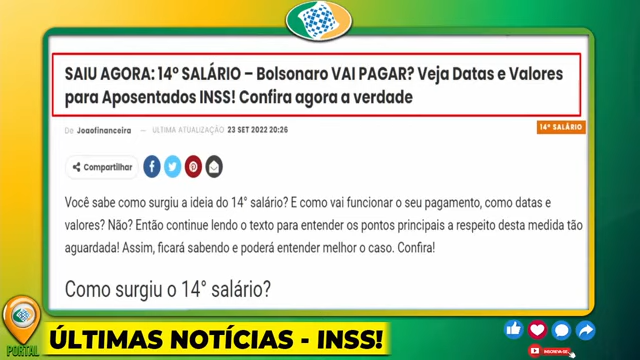 SAIU AGORA: 14º SALÁRIO – Bolsonaro VAI PAGAR? Veja Datas e Valores
para Aposentados INSS! Confira agora a verdade
De Joaofinanceira — ULTIMA ATUALIZAÇÃO 23 SET 2022 20:26
14º SALÁRIO
Compartilhar
Você sabe como surgiu a ideia do 14° salário? E como vai funcionar o seu pagamento, como datas e
valores? Não? Então continue lendo o texto para entender os pontos principais a respeito desta medida tão
aguardada! Assim, ficará sabendo e poderá entender melhor o caso. Confira!
Como surgiu o 14° salário?
PORTAL
ÚLTIMAS NOTÍCIAS - INSS!
INSCREVA-SE